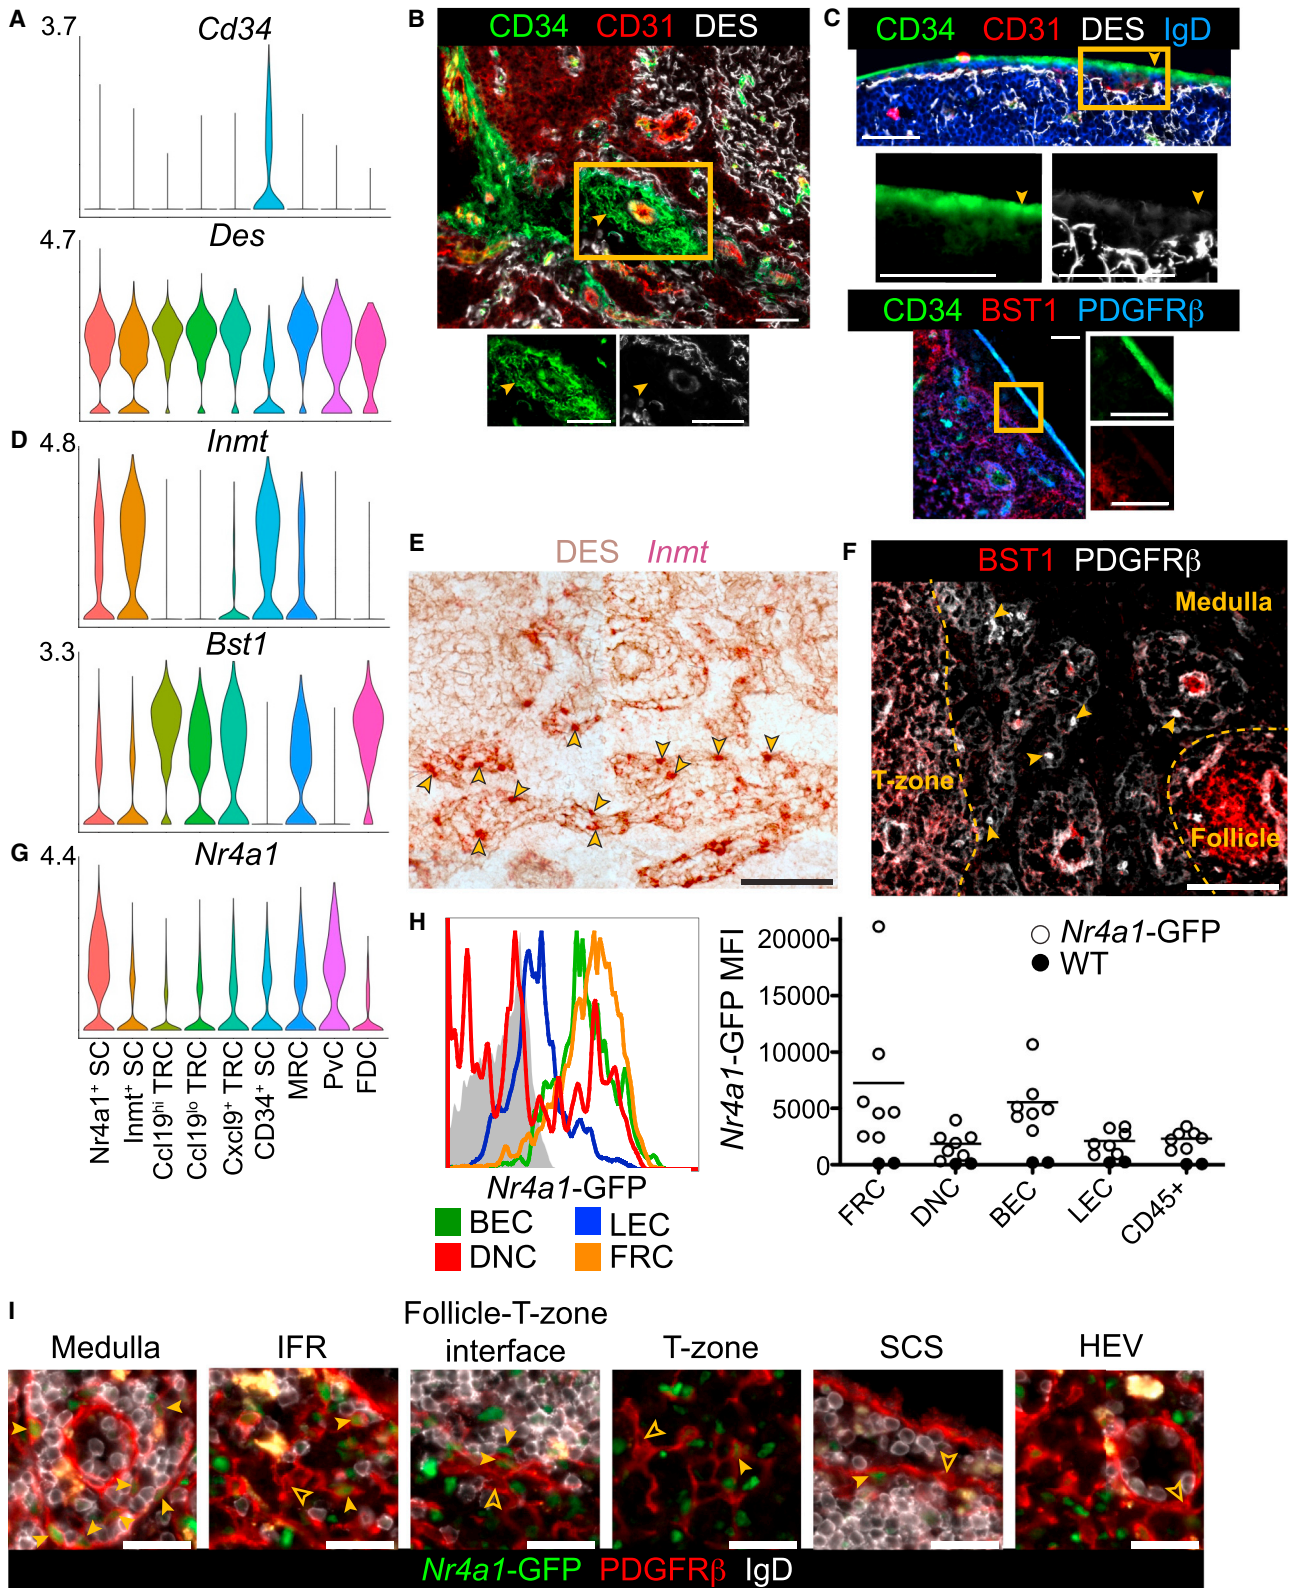 A
3.7
Cd34
4.7
Des
B
CD34 CD31 DES
C
CD34 CD31 DES IgD
CD34 BST1 PDGFRβ
D
4.8
Inmt
3.3
Bst1
E
DES Inmt
F
BST1 PDGFRβ
Medulla
T-zone
Follicle
G
4.4
Nr4a1
Nr4a1⁺ SC
Inmt⁺ SC
Ccl19ʰⁱ TRC
Ccl19ˡᵒ TRC
Cxcl9⁺ TRC
CD34⁺ SC
MRC
PvC
FDC
H
Nr4a1-GFP
BEC
LEC
DNC
FRC
Nr4a1-GFP MFI
20000
15000
10000
5000
0
Nr4a1-GFP
WT
FRC
DNC
BEC
LEC
CD45+
I
Medulla
IFR
Follicle-T-zone
interface
T-zone
SCS
HEV
Nr4a1-GFP PDGFRβ IgD